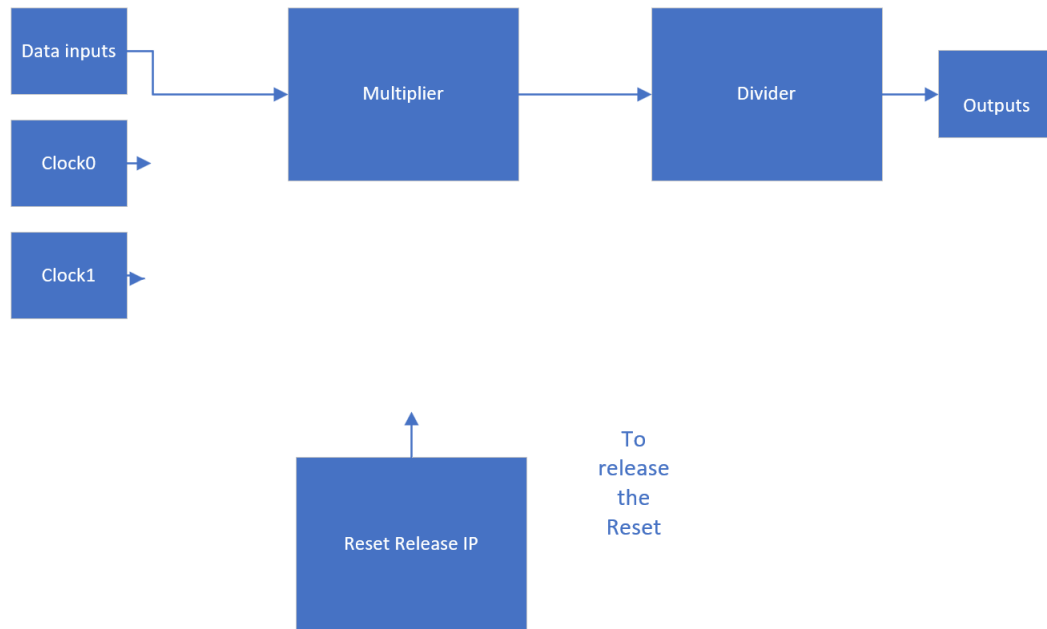 Data inputs
Multiplier
Divider
Outputs
Clock0
Clock1
Reset Release IP
To
release
the
Reset